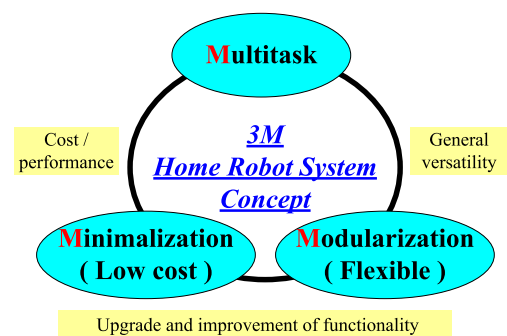 Multitask
Cost /
performance
General
versatility
3M
Home Robot System
Concept
Minimalization
( Low cost )
Modularization
( Flexible )
Upgrade and improvement of functionality